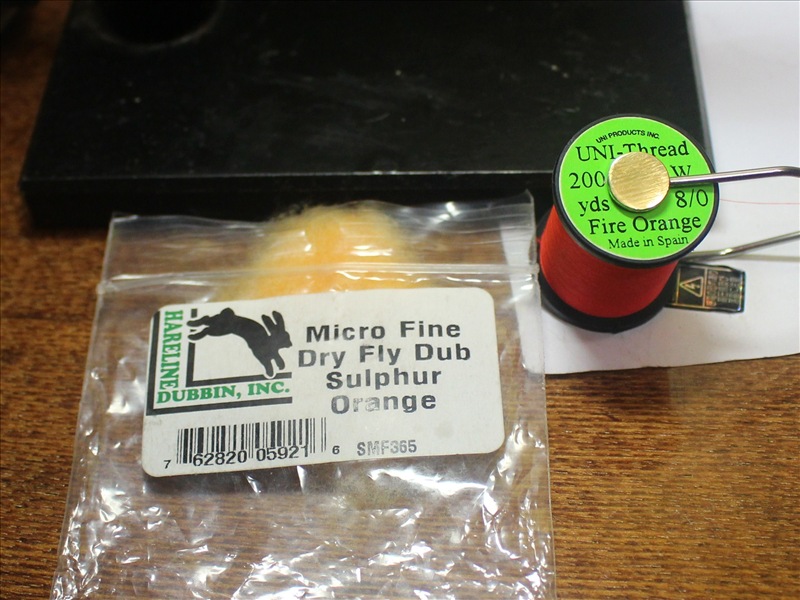 UNI PRODUCTS INC.
UNI-Thread
200 W
yds 8/0
Fire Orange
Made in Spain
HARELINE
DUBBIN, INC.
Micro Fine
Dry Fly Dub
Sulphur
Orange
7 62820 05921 6
SMF365